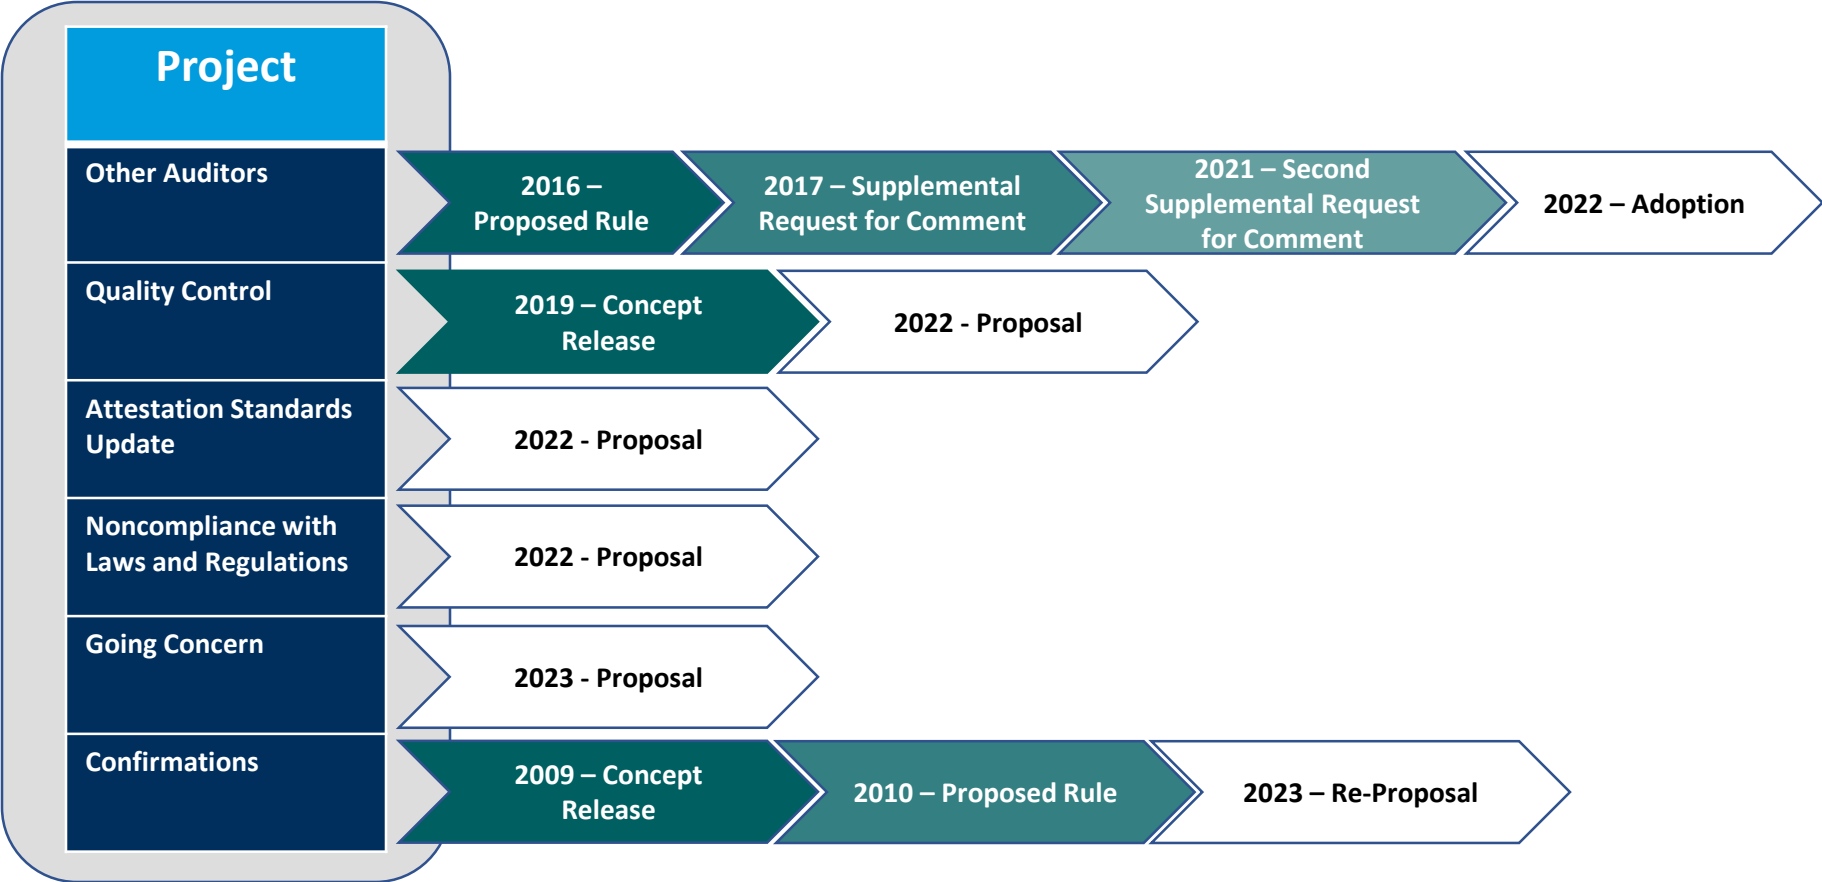 Project
Other Auditors
2016 –
Proposed Rule
2017 – Supplemental
Request for Comment
2021 – Second
Supplemental Request
for Comment
2022 – Adoption
Quality Control
2019 – Concept
Release
2022 - Proposal
Attestation Standards
Update
2022 - Proposal
Noncompliance with
Laws and Regulations
2022 - Proposal
Going Concern
2023 - Proposal
Confirmations
2009 – Concept
Release
2010 – Proposed Rule
2023 – Re-Proposal